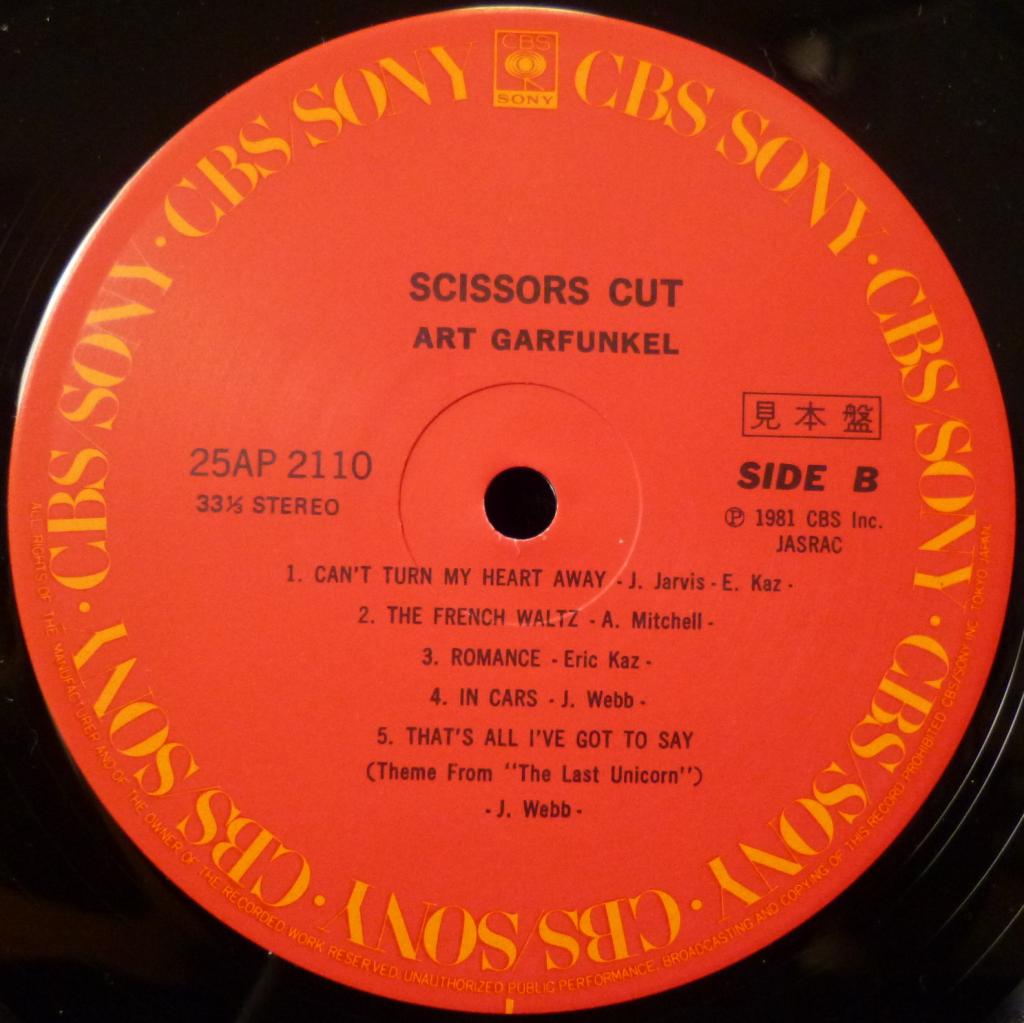 CBS
SONY
CBS/SONY · CBS/SONY · CBS/SONY · CBS/SONY · CBS/SONY · CBS/SONY · CBS/SONY · CBS SONY
SCISSORS CUT
ART GARFUNKEL
25AP 2110
33⅓ STEREO
見本盤
SIDE B
Ⓟ 1981 CBS Inc.
JASRAC
1. CAN'T TURN MY HEART AWAY - J. Jarvis - E. Kaz -
2. THE FRENCH WALTZ - A. Mitchell -
3. ROMANCE - Eric Kaz -
4. IN CARS - J. Webb -
5. THAT'S ALL I'VE GOT TO SAY
(Theme From "The Last Unicorn")
- J. Webb -
ALL RIGHTS OF THE MANUFACTURER AND OF THE OWNER OF THE RECORDED WORK RESERVED. UNAUTHORIZED PUBLIC PERFORMANCE, BROADCASTING AND COPYING OF THIS RECORD PROHIBITED CBS/SONY INC. TOKYO JAPAN